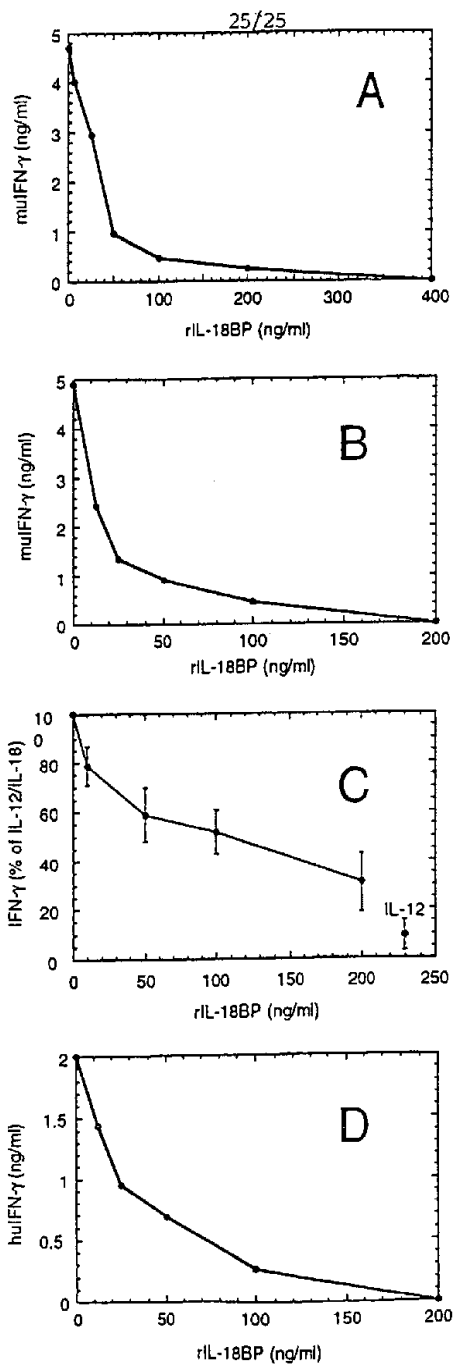 25/25
5
4
3
2
1
0
muIFN-γ (ng/ml)
A
0 100 200 300 400
rIL-18BP (ng/ml)
5
4
3
2
1
0
muIFN-γ (ng/ml)
B
0 50 100 150 200
rIL-18BP (ng/ml)
10
0
80
60
40
20
0
IFN-γ (% of IL-12/IL-18)
C
IL-12
0 50 100 150 200 250
rIL-18BP (ng/ml)
2
1.5
1
0.5
0
huIFN-γ (ng/ml)
D
0 50 100 150 200
rIL-18BP (ng/ml)